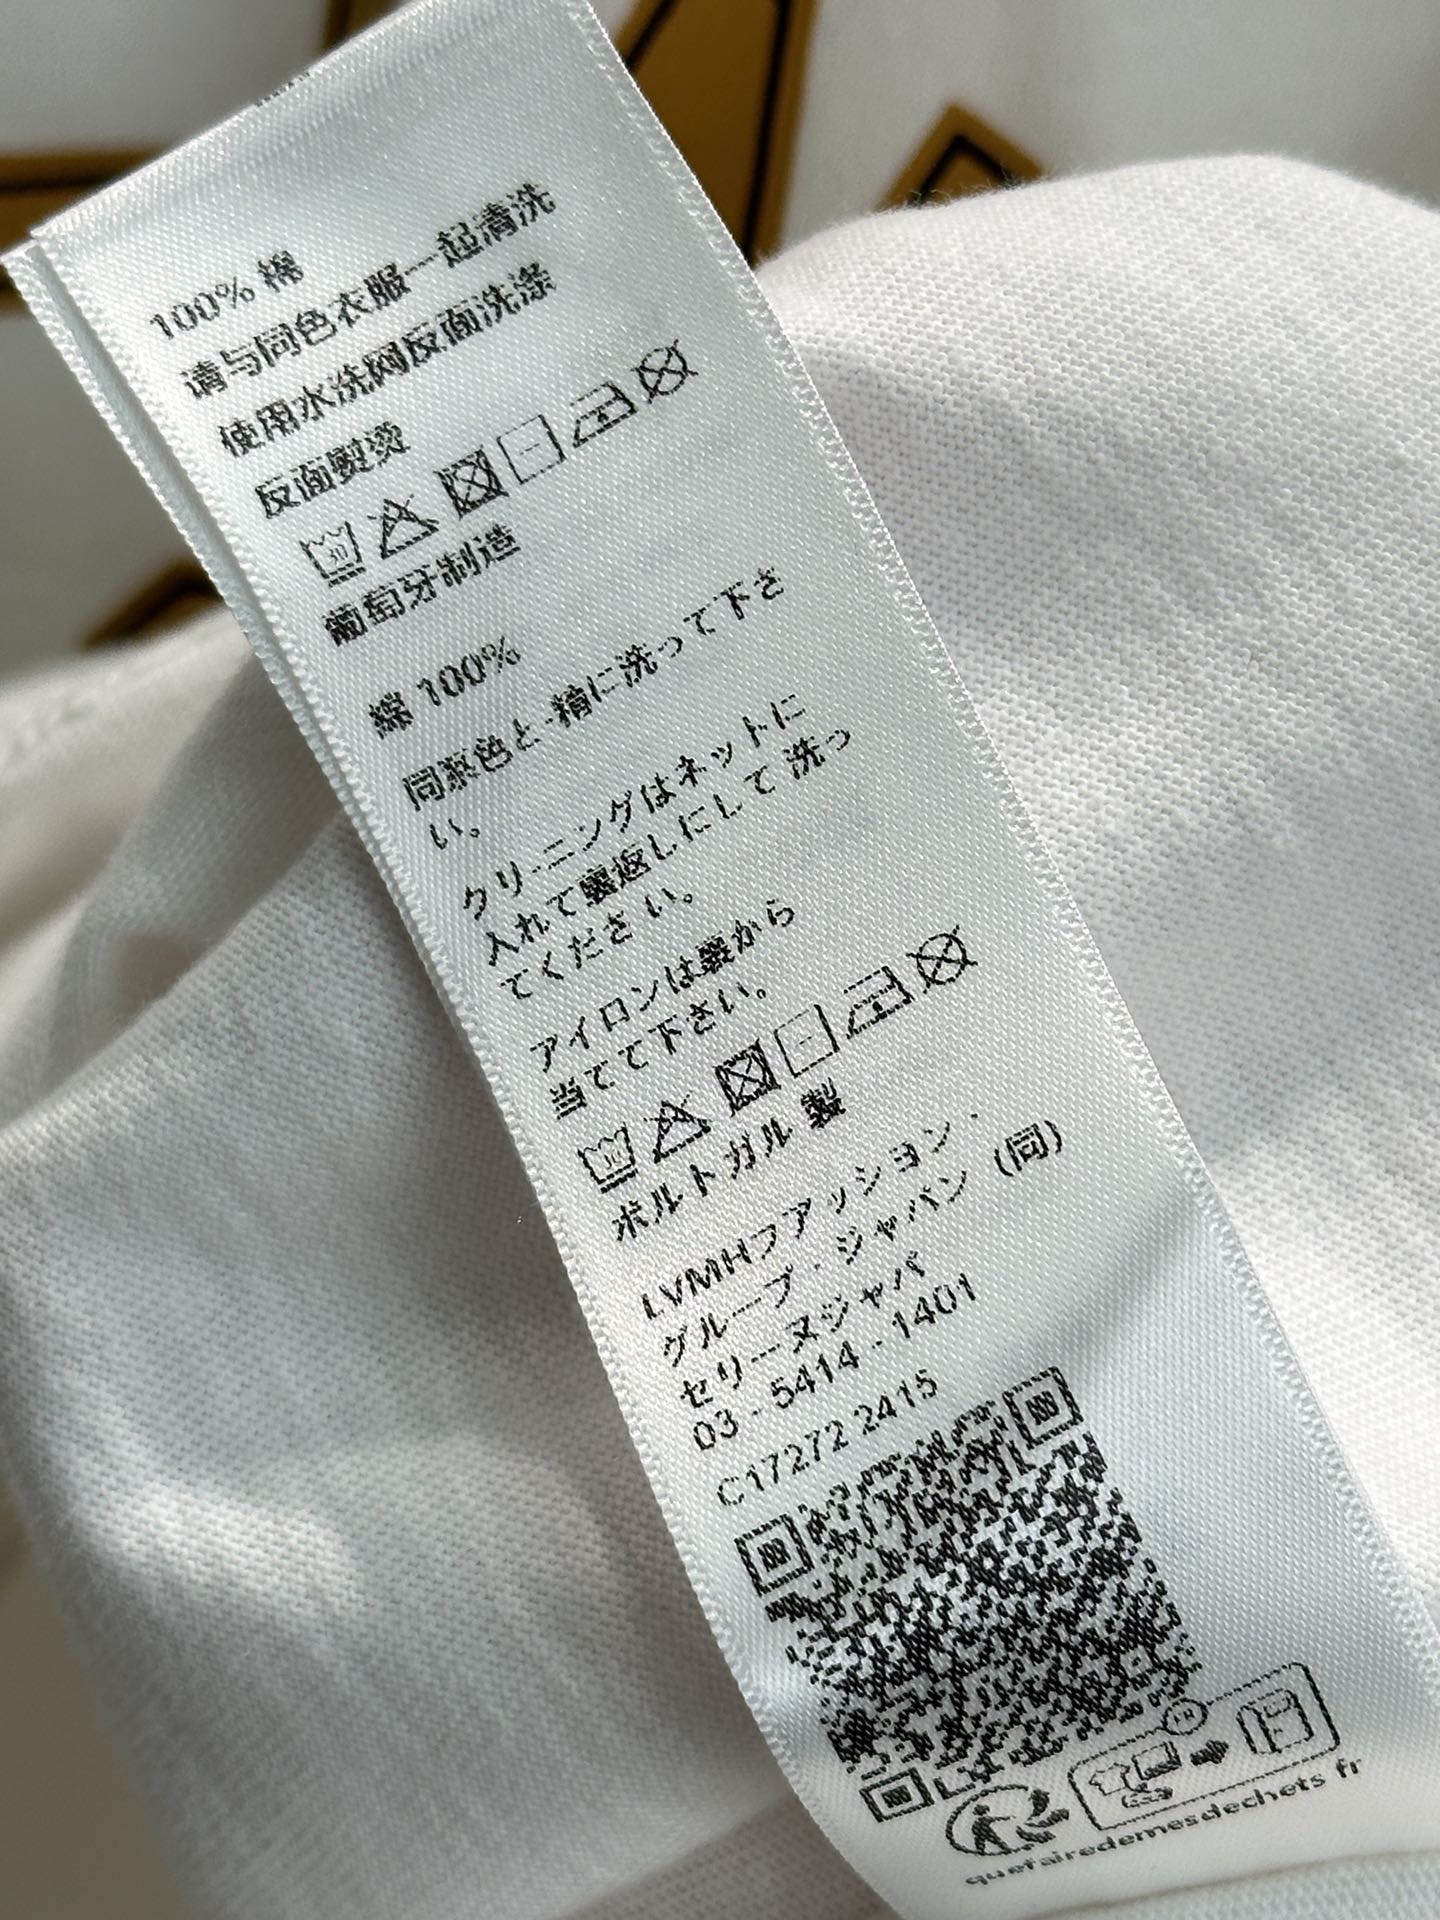 100% 棉
请与同色衣服一起清洗
使用水洗网反面洗涤
反面熨烫
30
葡萄牙制造
綿 100%
同系色と一精に洗って下さ
い。
クリーニングはネットに
入れて裏返しにして 洗っ
てください。
アイロンは裏から
当てて下さい。
30
ポルトガル 製
LVMHファッション・
グループ・ジャパン (同)
セリーヌジャパ
03 - 5414 - 1401
C17272 2415
FR
quefairedemesdechets fr